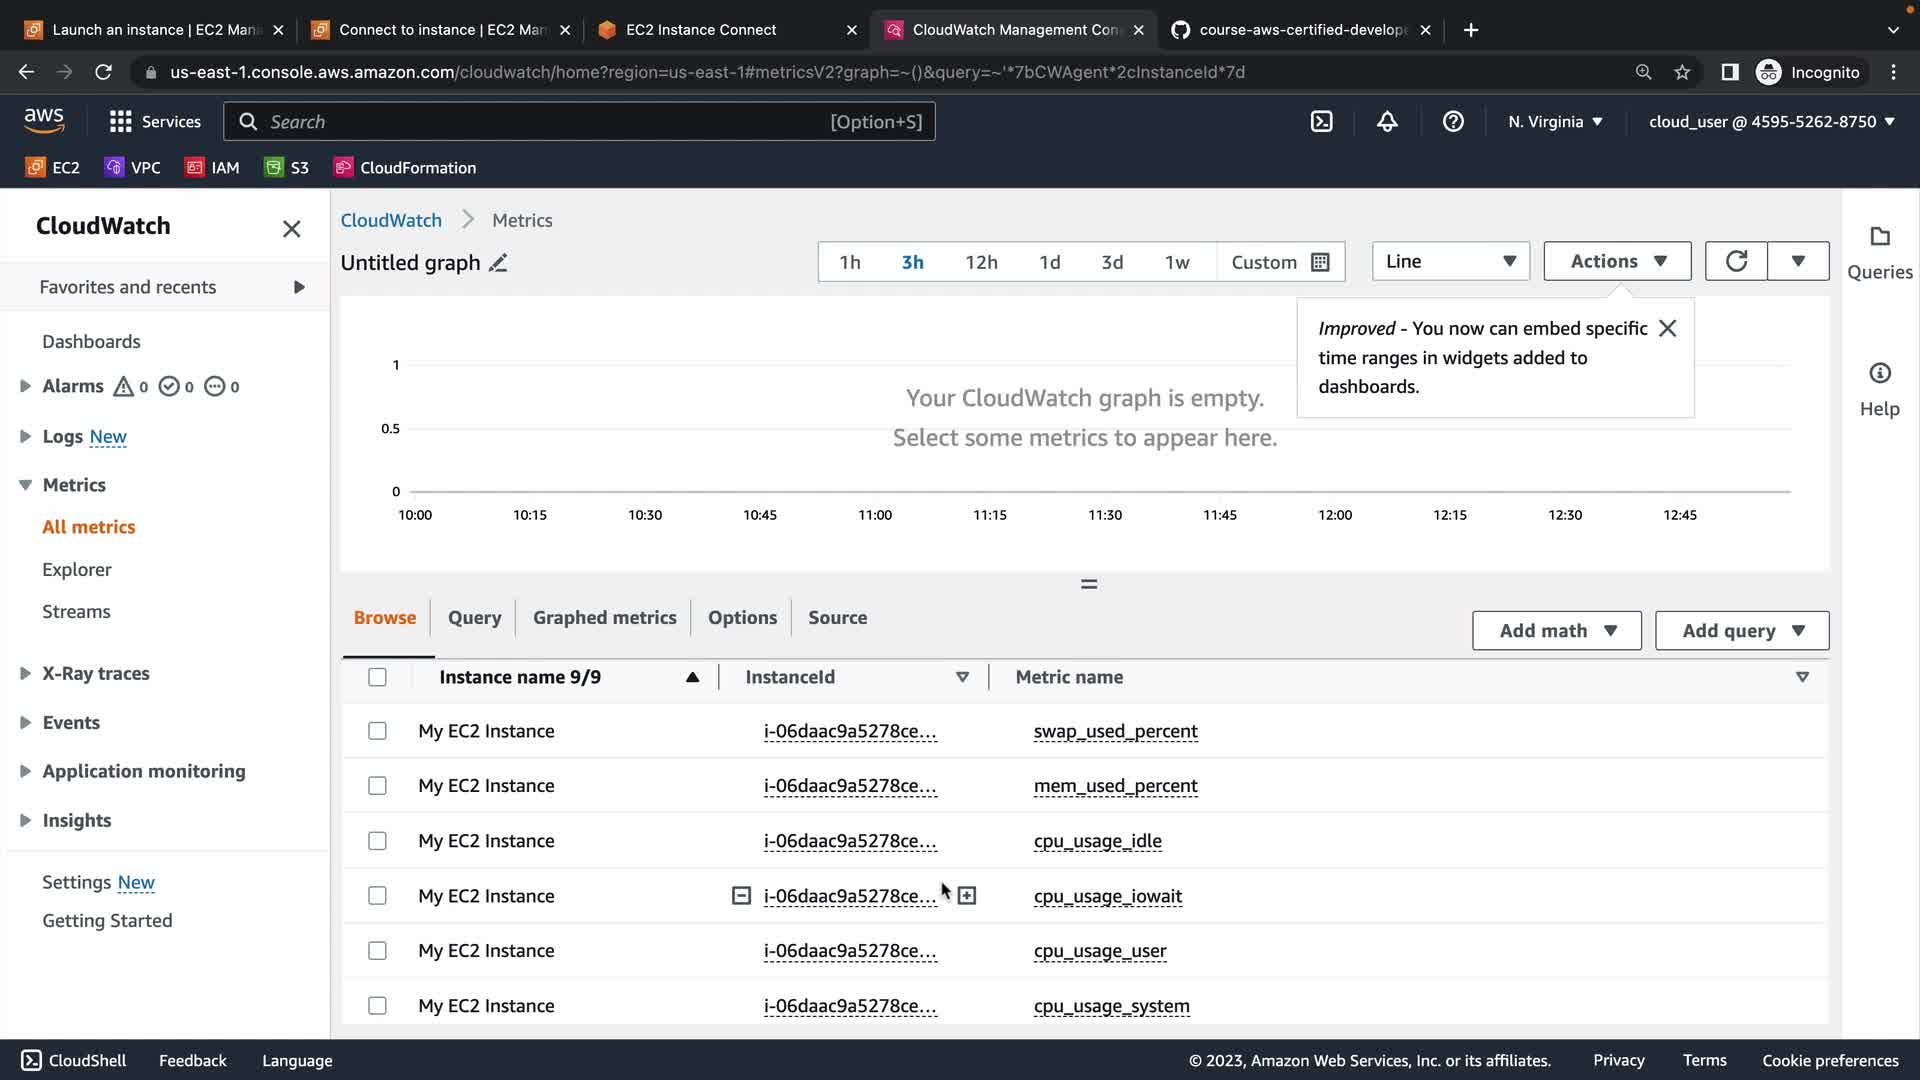 Launch an instance | EC2 Mana
Connect to instance | EC2 Man
EC2 Instance Connect
CloudWatch Management Con
course-aws-certified-develope
us-east-1.console.aws.amazon.com/cloudwatch/home?region=us-east-1#metricsV2?graph=~()&query=~'*7bCWAgent*2cInstanceId*7d
Incognito
aws
Services
Search
[Option+S]
N. Virginia
cloud_user @ 4595-5262-8750
EC2
VPC
IAM
S3
CloudFormation
CloudWatch
Favorites and recents
Dashboards
Alarms 0 0 0
Logs New
Metrics
All metrics
Explorer
Streams
X-Ray traces
Events
Application monitoring
Insights
Settings New
Getting Started
CloudWatch > Metrics
Untitled graph
1h 3h 12h 1d 3d 1w Custom
Line
Actions
Improved - You now can embed specific
time ranges in widgets added to
dashboards.
Your CloudWatch graph is empty.
Select some metrics to appear here.
1
0.5
0
10:00 10:15 10:30 10:45 11:00 11:15 11:30 11:45 12:00 12:15 12:30 12:45
Queries
Help
Browse Query Graphed metrics Options Source
Add math
Add query
Instance name 9/9 InstanceId Metric name
My EC2 Instance i-06daac9a5278ce... swap_used_percent
My EC2 Instance i-06daac9a5278ce... mem_used_percent
My EC2 Instance i-06daac9a5278ce... cpu_usage_idle
My EC2 Instance i-06daac9a5278ce... cpu_usage_iowait
My EC2 Instance i-06daac9a5278ce... cpu_usage_user
My EC2 Instance i-06daac9a5278ce... cpu_usage_system
CloudShell Feedback Language
© 2023, Amazon Web Services, Inc. or its affiliates. Privacy Terms Cookie preferences